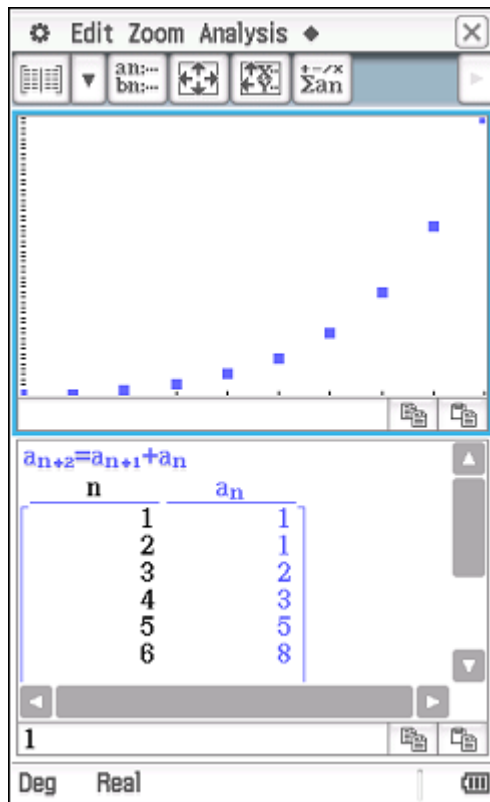 Edit Zoom Analysis ◆
an:… +−/×
bn:… X.. Y.. Σan
aₙ₊₂=aₙ₊₁+aₙ
n aₙ
1 1
2 1
3 2
4 3
5 5
6 8
1
Deg Real